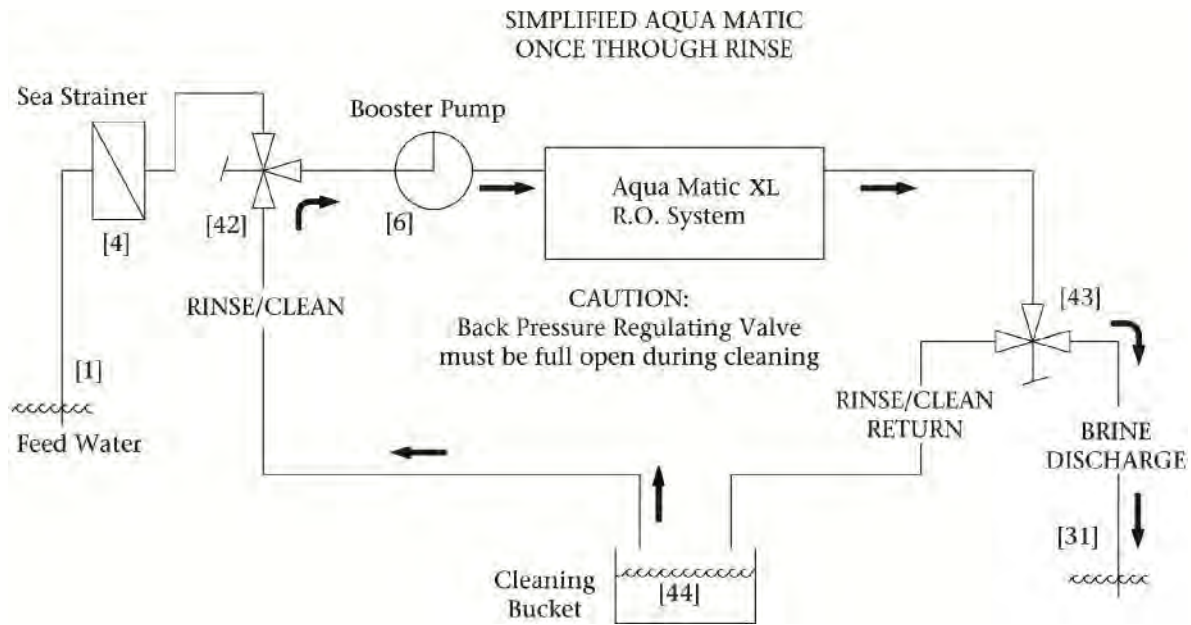 SIMPLIFIED AQUA MATIC
ONCE THROUGH RINSE
Sea Strainer
Booster Pump
Aqua Matic XL
R.O. System
[4]
[42]
[6]
RINSE/CLEAN
CAUTION:
Back Pressure Regulating Valve
must be full open during cleaning
[43]
[1]
Feed Water
RINSE/CLEAN
RETURN
BRINE
DISCHARGE
[31]
Cleaning
Bucket
[44]